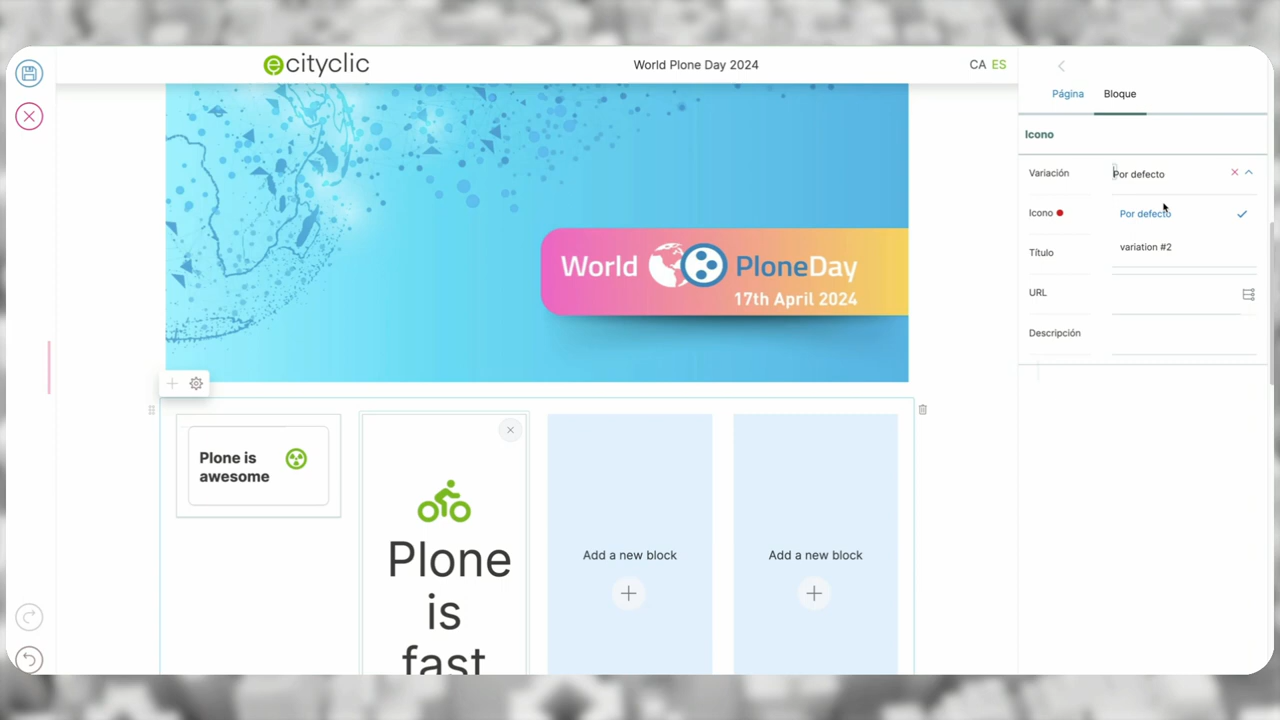 ecityclic
World Plone Day 2024
CA ES
World PloneDay
17th April 2024
Plone is
awesome
Plone
is
fast
Add a new block
Add a new block
Página
Bloque
Icono
Variación
Por defecto
Icono
Por defecto
variation #2
Título
URL
Descripción